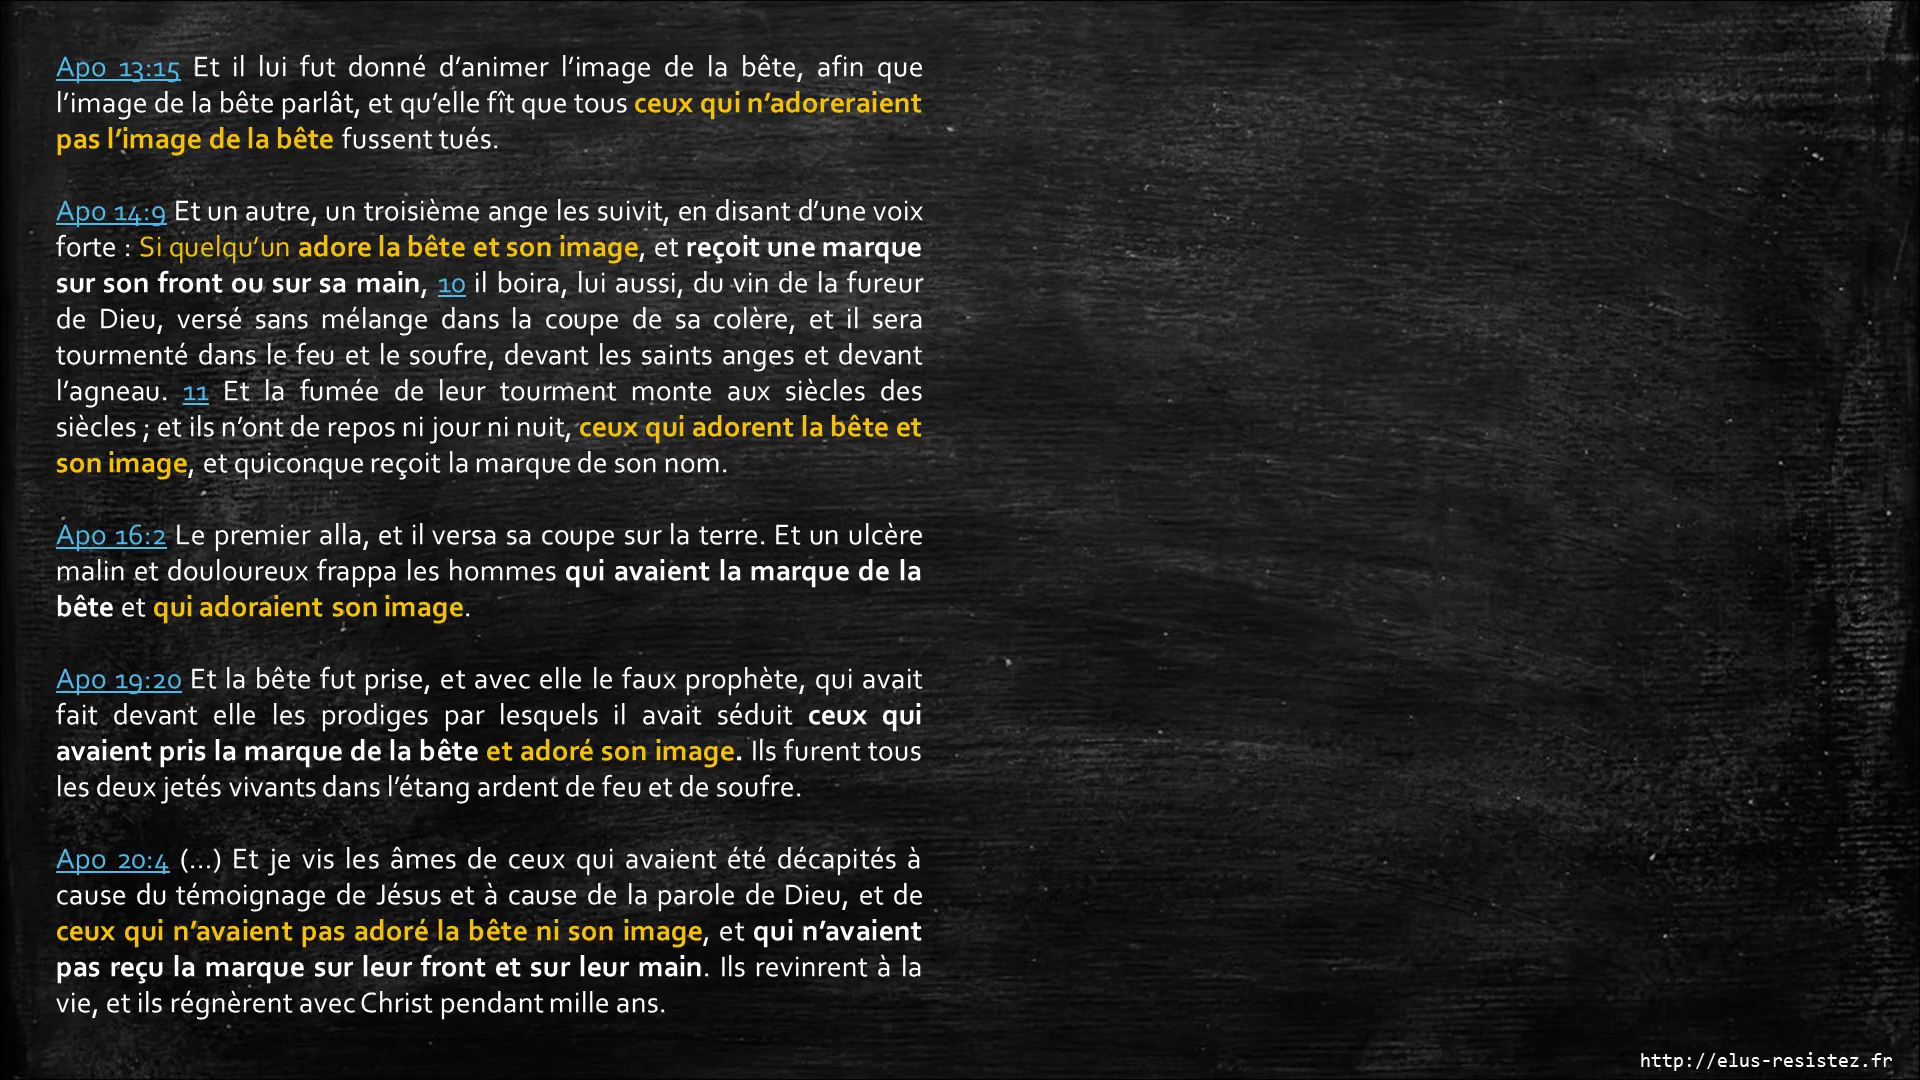 Apo 13:15 Et il lui fut donné d’animer l’image de la bête, afin que
l’image de la bête parlât, et qu’elle fît que tous ceux qui n’adoreraient
pas l’image de la bête fussent tués.
Apo 14:9 Et un autre, un troisième ange les suivit, en disant d’une voix
forte : Si quelqu’un adore la bête et son image, et reçoit une marque
sur son front ou sur sa main, 10 il boira, lui aussi, du vin de la fureur
de Dieu, versé sans mélange dans la coupe de sa colère, et il sera
tourmenté dans le feu et le soufre, devant les saints anges et devant
l’agneau. 11 Et la fumée de leur tourment monte aux siècles des
siècles ; et ils n’ont de repos ni jour ni nuit, ceux qui adorent la bête et
son image, et quiconque reçoit la marque de son nom.
Apo 16:2 Le premier alla, et il versa sa coupe sur la terre. Et un ulcère
malin et douloureux frappa les hommes qui avaient la marque de la
bête et qui adoraient son image.
Apo 19:20 Et la bête fut prise, et avec elle le faux prophète, qui avait
fait devant elle les prodiges par lesquels il avait séduit ceux qui
avaient pris la marque de la bête et adoré son image. Ils furent tous
les deux jetés vivants dans l’étang ardent de feu et de soufre.
Apo 20:4 (…) Et je vis les âmes de ceux qui avaient été décapités à
cause du témoignage de Jésus et à cause de la parole de Dieu, et de
ceux qui n’avaient pas adoré la bête ni son image, et qui n’avaient
pas reçu la marque sur leur front et sur leur main. Ils revinrent à la
vie, et ils régnèrent avec Christ pendant mille ans.
http://elus-resistez.fr